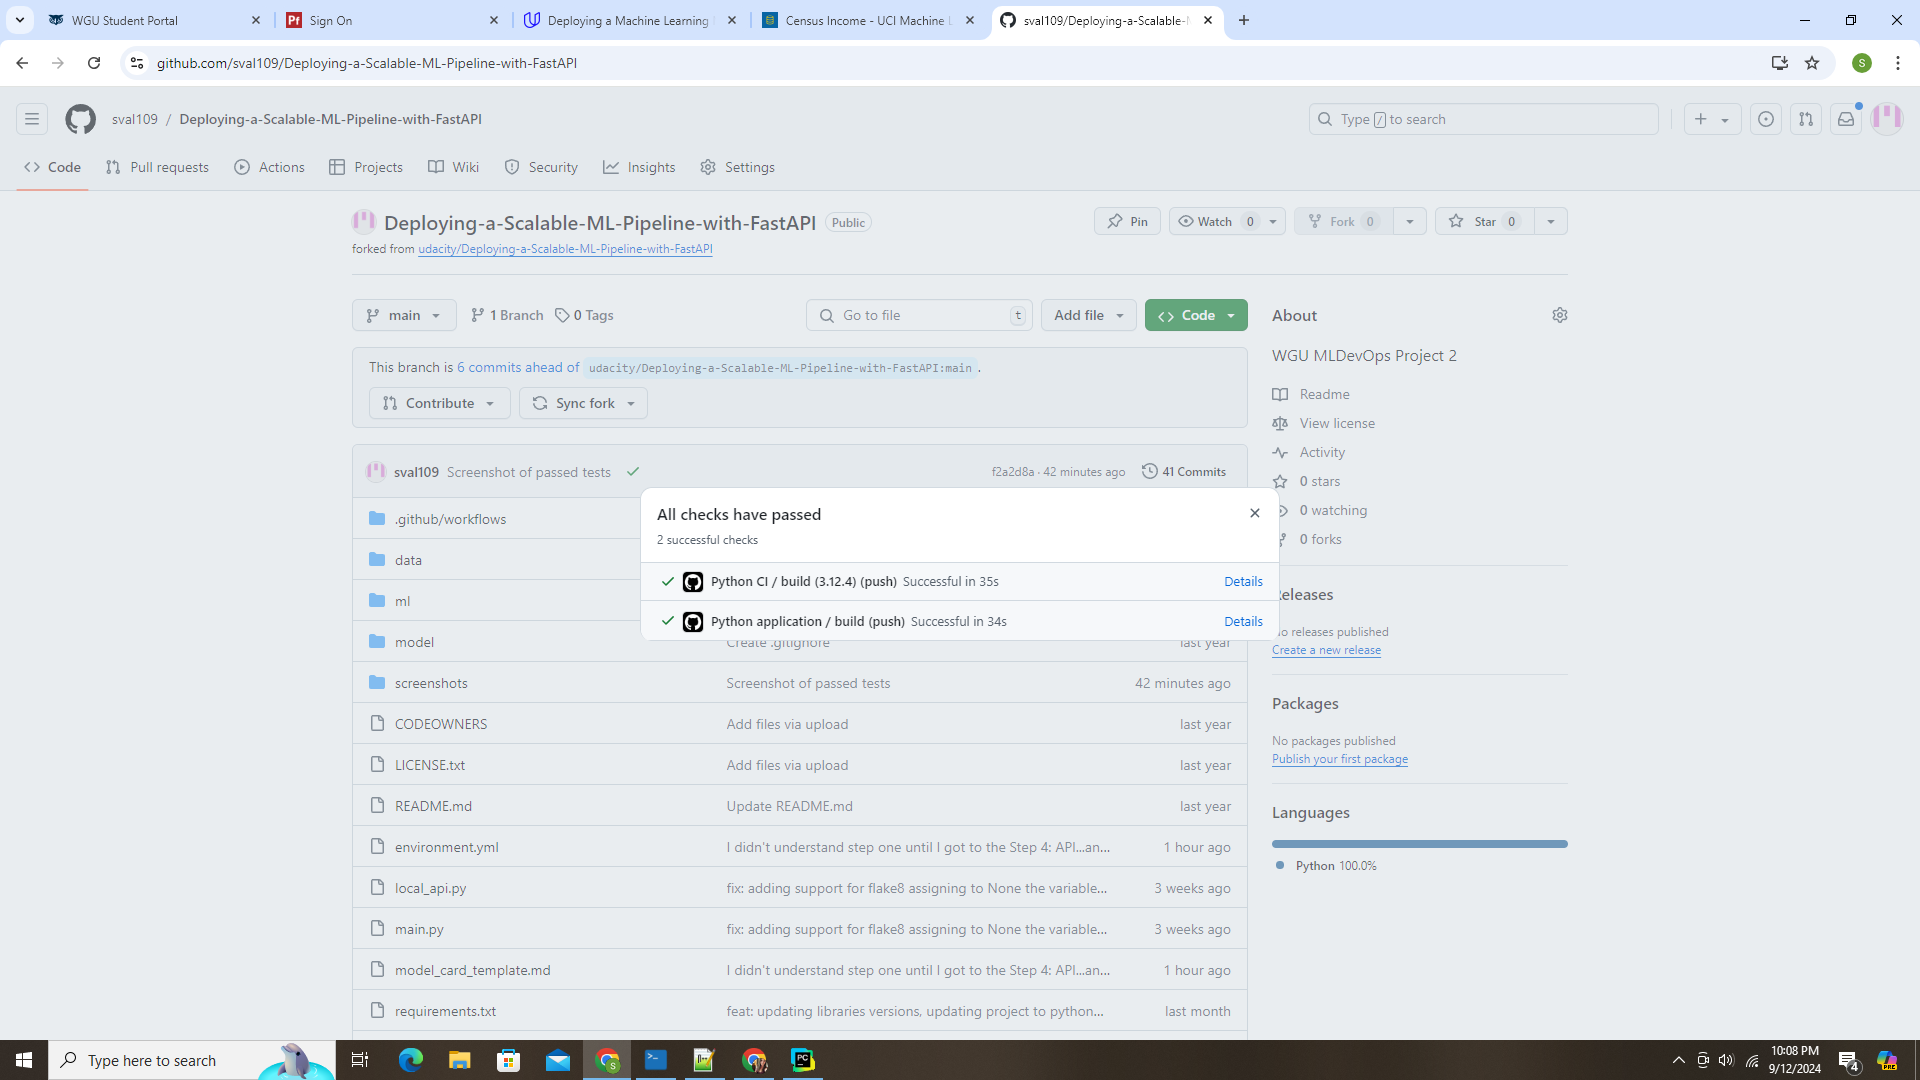 WGU Student Portal
Sign On
Deploying a Machine Learning
Census Income - UCI Machine L
sval109/Deploying-a-Scalable-M
github.com/sval109/Deploying-a-Scalable-ML-Pipeline-with-FastAPI
S
sval109 / Deploying-a-Scalable-ML-Pipeline-with-FastAPI
Type / to search
Code
Pull requests
Actions
Projects
Wiki
Security
Insights
Settings
Deploying-a-Scalable-ML-Pipeline-with-FastAPI Public
Pin
Watch 0
Fork 0
Star 0
forked from udacity/Deploying-a-Scalable-ML-Pipeline-with-FastAPI
main
1 Branch
0 Tags
Go to file t
Add file
Code
This branch is 6 commits ahead of udacity/Deploying-a-Scalable-ML-Pipeline-with-FastAPI:main .
Contribute
Sync fork
sval109 Screenshot of passed tests f2a2d8a · 42 minutes ago 41 Commits
.github/workflows
data
ml
model Create .gitignore last year
screenshots Screenshot of passed tests 42 minutes ago
CODEOWNERS Add files via upload last year
LICENSE.txt Add files via upload last year
README.md Update README.md last year
environment.yml I didn't understand step one until I got to the Step 4: API...an... 1 hour ago
local_api.py fix: adding support for flake8 assigning to None the variable... 3 weeks ago
main.py fix: adding support for flake8 assigning to None the variable... 3 weeks ago
model_card_template.md I didn't understand step one until I got to the Step 4: API...an... 1 hour ago
requirements.txt feat: updating libraries versions, updating project to python... last month
All checks have passed
2 successful checks
Python CI / build (3.12.4) (push) Successful in 35s Details
Python application / build (push) Successful in 34s Details
About
WGU MLDevOps Project 2
Readme
View license
Activity
0 stars
0 watching
0 forks
Releases
No releases published
Create a new release
Packages
No packages published
Publish your first package
Languages
Python 100.0%
Type here to search
10:08 PM
9/12/2024
4